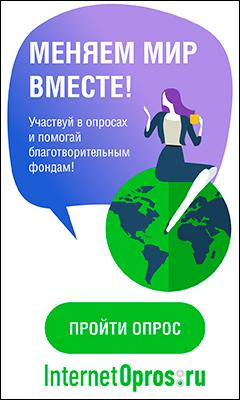 МЕНЯЕМ МИР
ВМЕСТЕ!
Участвуй в опросах
и помогай
благотворительным
фондам!
ПРОЙТИ ОПРОС
InternetOpros.ru